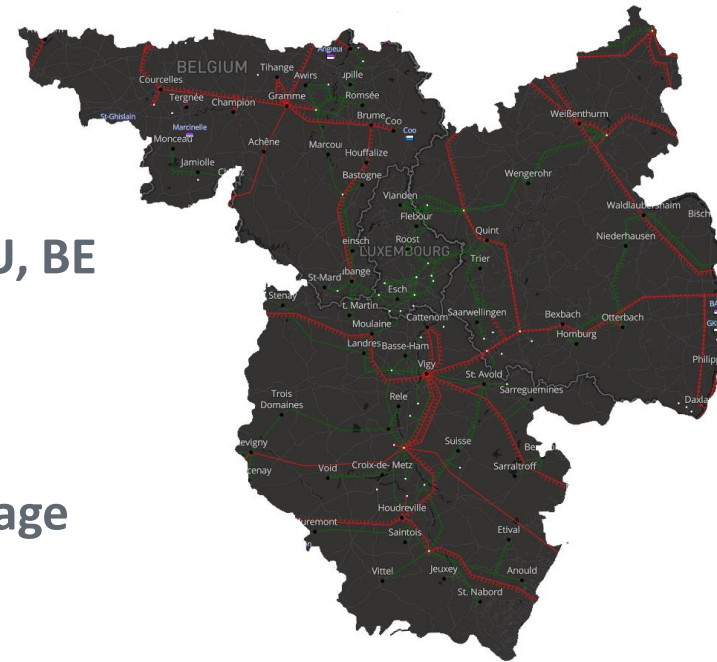 BELGIUM
Tihange
Awirs
Courcelles
Tergnée
Champion
Gramme
Romsée
St-Ghislain
Marcinelle
Brume
Coo
Coo
Weißenthurm
Monceau
Achêne
Houffalize
Jamiolle
Bastogne
Wengerohr
Vianden
Flebour
Waldlaubersheim
Quint
Niederhausen
Roost
LUXEMBOURG
Trier
J, BE
St-Mard
Esch
Stenay
t. Martin
Cattenom
Saarwellingen
Bexbach
Otterbach
Moulaine
Homburg
Landres
Basse-Ham
Vigy
St. Avold
Sarreguemines
Rele
Trois
Domaines
Suisse
Void
Croix-de- Metz
Sarraltroff
age
Houdreville
Saintois
Etival
Vittel
Jeuxey
Anould
St. Nabord